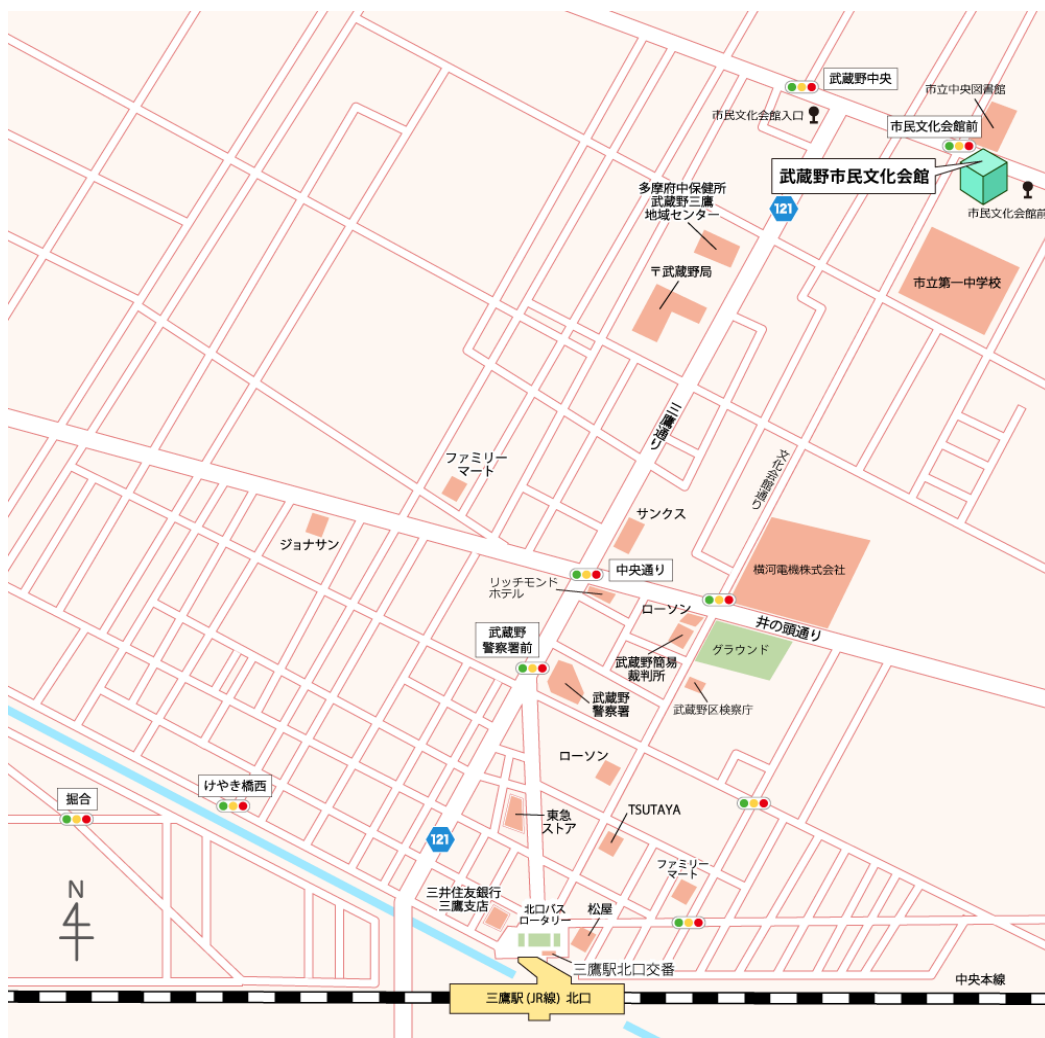 武蔵野中央
市立中央図書館
市民文化会館入口
市民文化会館前
武蔵野市民文化会館
多摩府中保健所
武蔵野三鷹
地域センター
121
市民文化会館前
〒武蔵野局
市立第一中学校
三鷹通り
文化会館通り
ファミリー
マート
サンクス
ジョナサン
中央通り
横河電機株式会社
リッチモンド
ホテル
ローソン
井の頭通り
武蔵野
警察署前
グラウンド
武蔵野簡易
裁判所
武蔵野
警察署
武蔵野区検察庁
ローソン
けやき橋西
掘合
東急
ストア
TSUTAYA
121
ファミリー
マート
三井住友銀行
三鷹支店
北口バス
ロータリー
松屋
N
三鷹駅北口交番
中央本線
三鷹駅(JR線) 北口